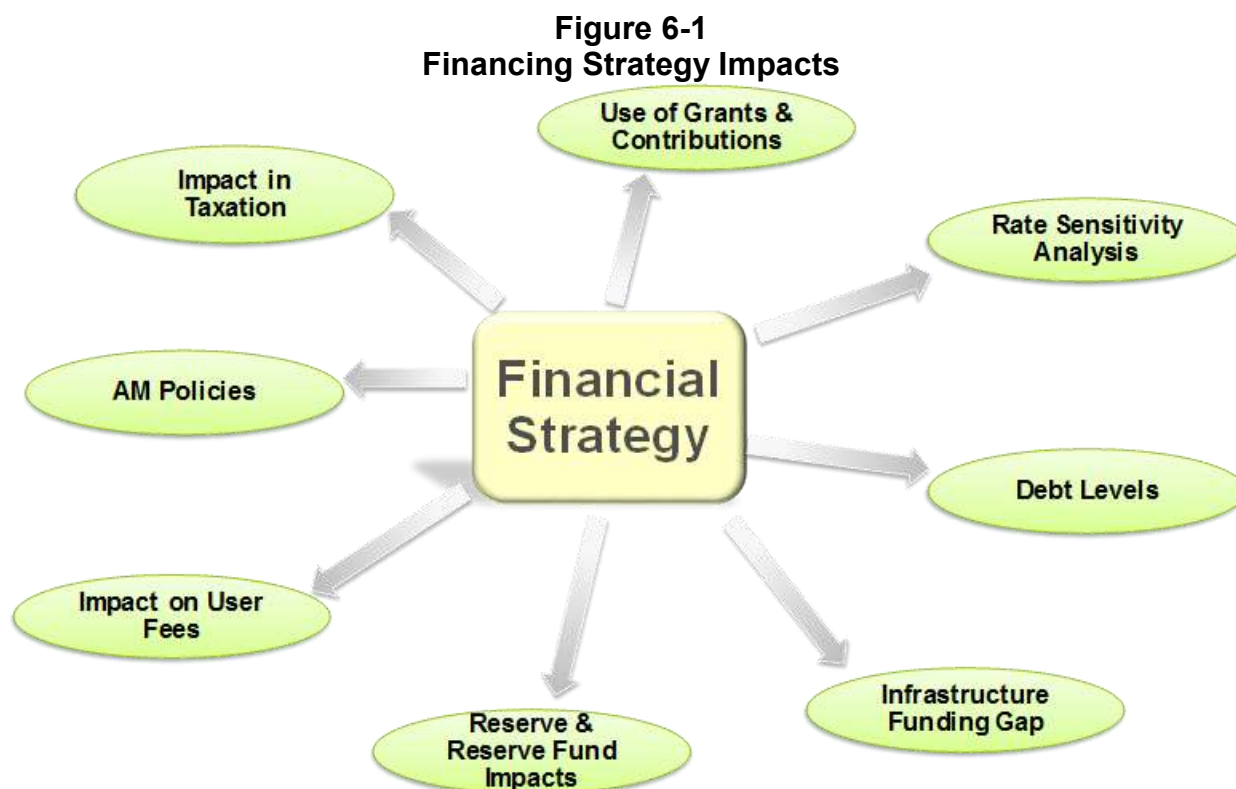 Figure 6-1
Financing Strategy Impacts
Use of Grants &
Contributions
Impact in
Taxation
Rate Sensitivity
Analysis
AM Policies
Financial
Strategy
Debt Levels
Impact on User
Fees
Infrastructure
Funding Gap
Reserve &
Reserve Fund
Impacts